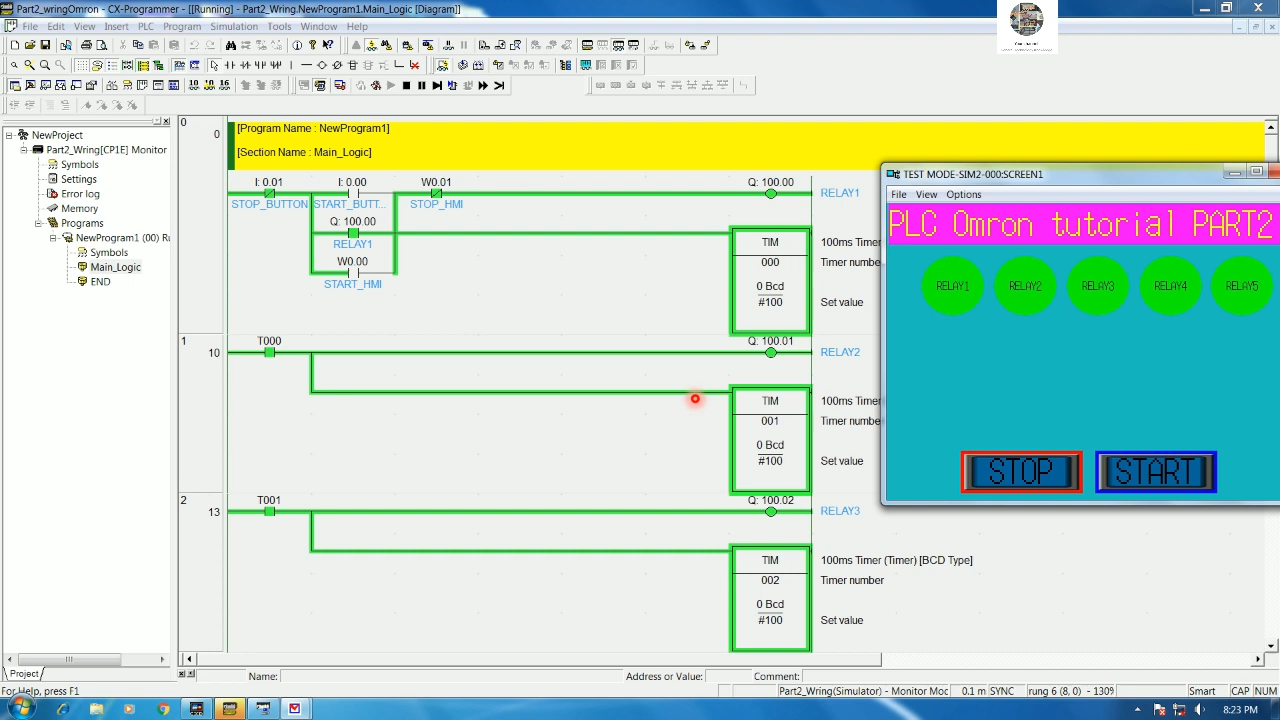 Part2_wringOmron - CX-Programmer - [[Running] - Part2_Wring.NewProgram1.Main_Logic [Diagram]]
File Edit View Insert PLC Program Simulation Tools Window Help
NewProject
Part2_Wring[CP1E] Monitor
Symbols
Settings
Error log
Memory
Programs
NewProgram1 (00) Ru
Symbols
Main_Logic
END
Project
0
0
[Program Name : NewProgram1]
[Section Name : Main_Logic]
I: 0.01 I: 0.00 W0.01 Q: 100.00
RELAY1
STOP_BUTTON START_BUTT... STOP_HMI
Q: 100.00
RELAY1
W0.00
START_HMI
TIM 100ms Timer
000 Timer numbe
0 Bcd
#100 Set value
1
10
T000 Q: 100.01
RELAY2
TIM 100ms Timer
001 Timer numbe
0 Bcd
#100 Set value
2
13
T001 Q: 100.02
RELAY3
TIM 100ms Timer (Timer) [BCD Type]
002 Timer number
0 Bcd
#100 Set value
TEST MODE-SIM2-000:SCREEN1
File View Options
PLC Omron tutorial PART2
RELAY1 RELAY2 RELAY3 RELAY4 RELAY5
STOP START
Name: Address or Value: Comment:
For Help, press F1 Part2_Wring(Simulator) - Monitor Moc 0.1 m SYNC rung 6 (8, 0) - 130% Smart CAP NUM
8:23 PM